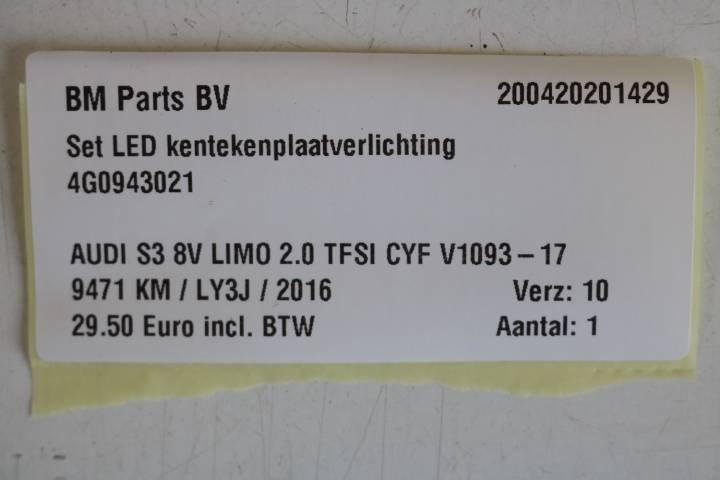 BM Parts BV 200420201429
Set LED kentekenplaatverlichting
4G0943021
AUDI S3 8V LIMO 2.0 TFSI CYF V1093 – 17
9471 KM / LY3J / 2016 Verz: 10
29.50 Euro incl. BTW Aantal: 1